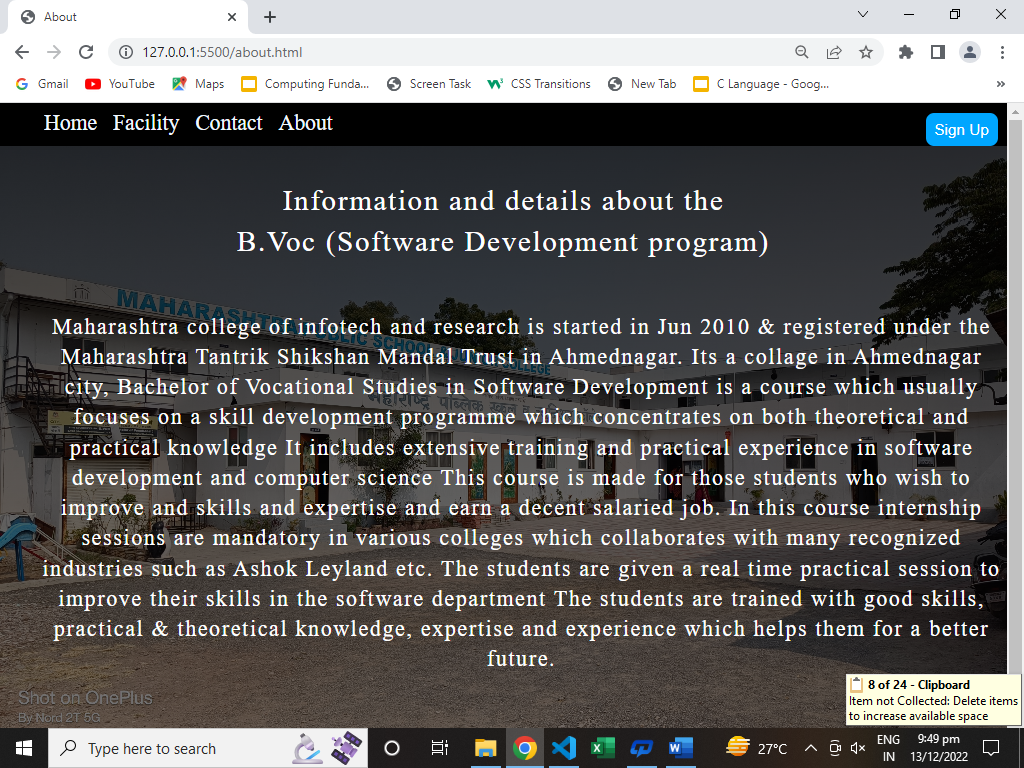 About
127.0.0.1:5500/about.html
Gmail
YouTube
Maps
Computing Funda...
Screen Task
CSS Transitions
New Tab
C Language - Goog...
Home Facility Contact About
Sign Up
Information and details about the
B.Voc (Software Development program)
MAHARASHTRA PUBLIC SCHOOL
COLLEGE
Maharashtra college of infotech and research is started in Jun 2010 & registered under the
Maharashtra Tantrik Shikshan Mandal Trust in Ahmednagar. Its a collage in Ahmednagar
city, Bachelor of Vocational Studies in Software Development is a course which usually
focuses on a skill development programme which concentrates on both theoretical and
practical knowledge It includes extensive training and practical experience in software
development and computer science This course is made for those students who wish to
improve and skills and expertise and earn a decent salaried job. In this course internship
sessions are mandatory in various colleges which collaborates with many recognized
industries such as Ashok Leyland etc. The students are given a real time practical session to
improve their skills in the software department The students are trained with good skills,
practical & theoretical knowledge, expertise and experience which helps them for a better
future.
Shot on OnePlus
By Nord 2T 5G
8 of 24 - Clipboard
Item not Collected: Delete items
to increase available space
Type here to search
27°C
ENG
IN
9:49 pm
13/12/2022